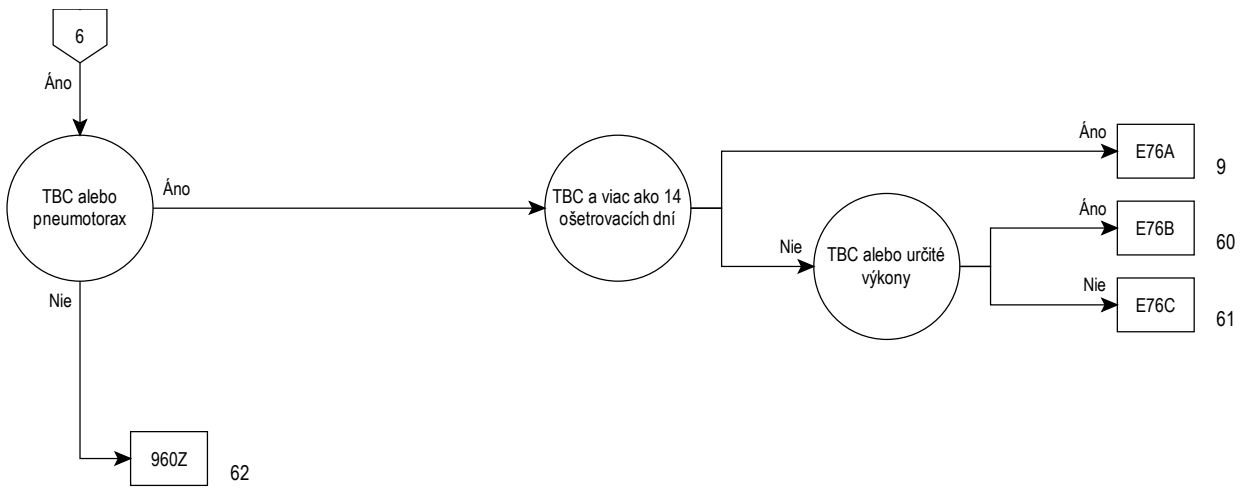 6
Áno
TBC alebo
pneumotorax
Áno
Nie
TBC a viac ako 14
ošetrovacích dní
Áno
E76A
9
Nie
TBC alebo určité
výkony
Áno
E76B
60
Nie
E76C
61
960Z
62